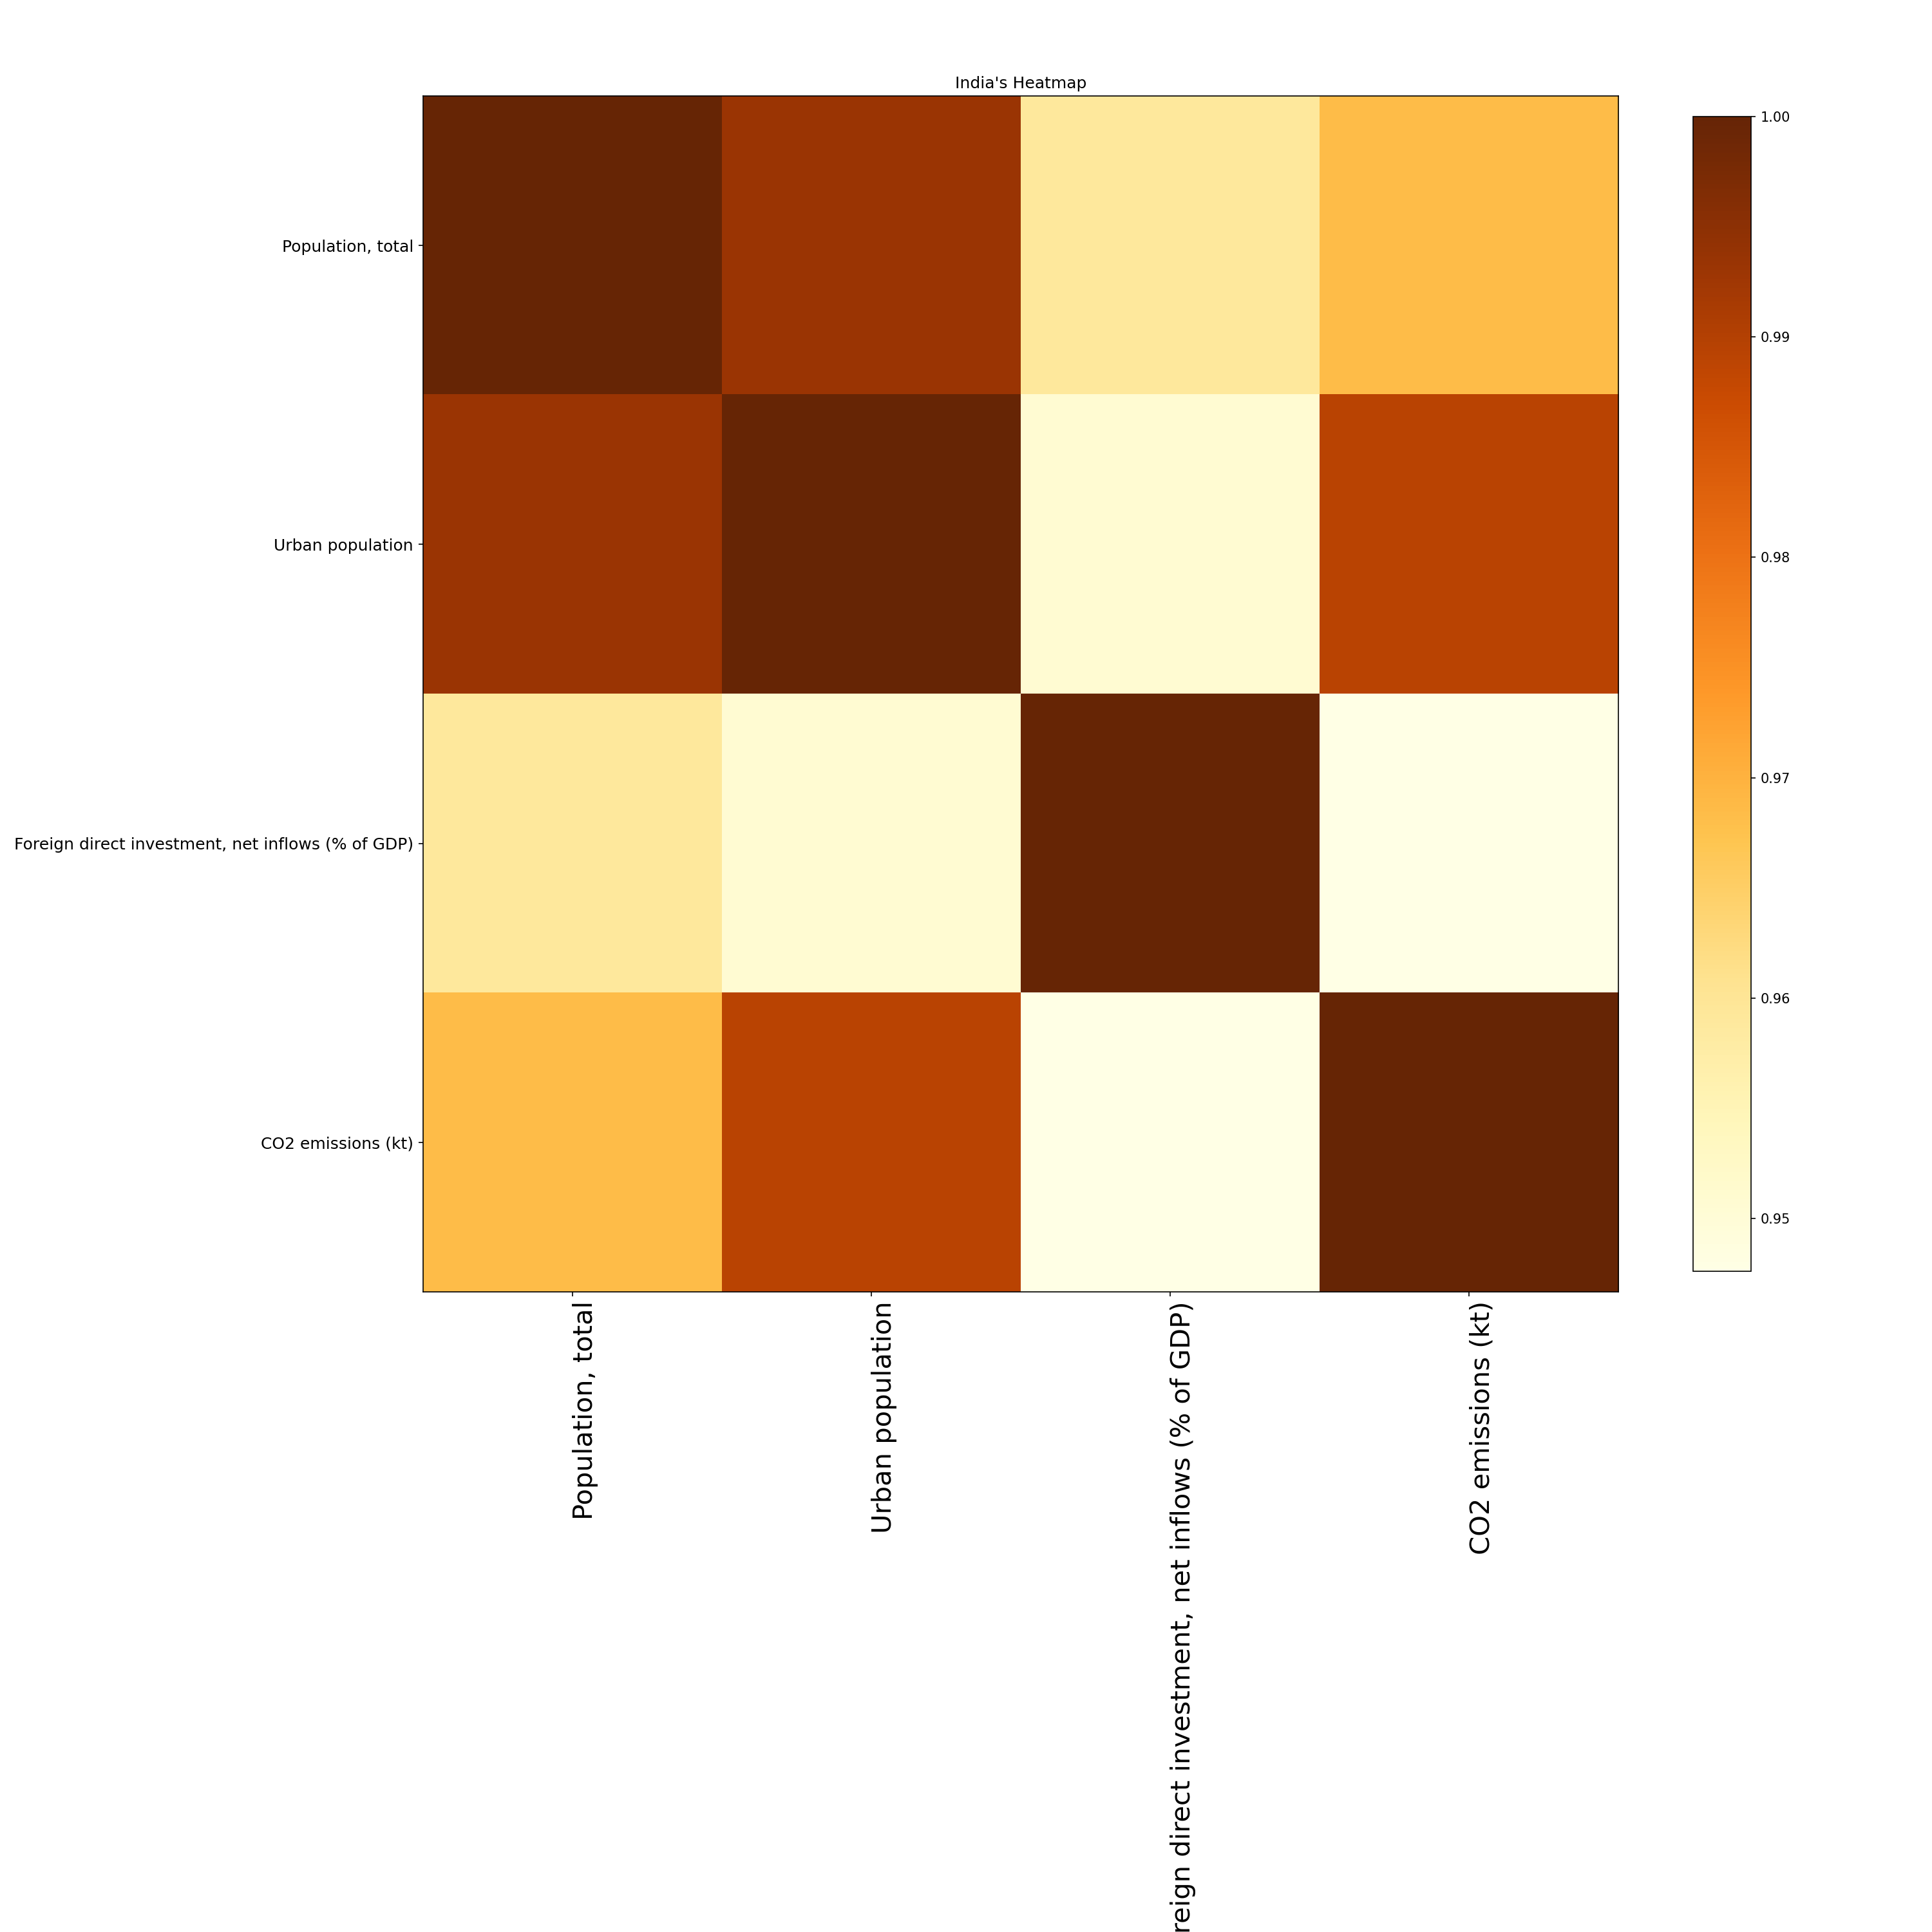 India's Heatmap
Population, total
Urban population
Foreign direct investment, net inflows (% of GDP)
CO2 emissions (kt)
1.00
0.99
0.98
0.97
0.96
0.95
Population, total
Urban population
reign direct investment, net inflows (% of GDP)
CO2 emissions (kt)